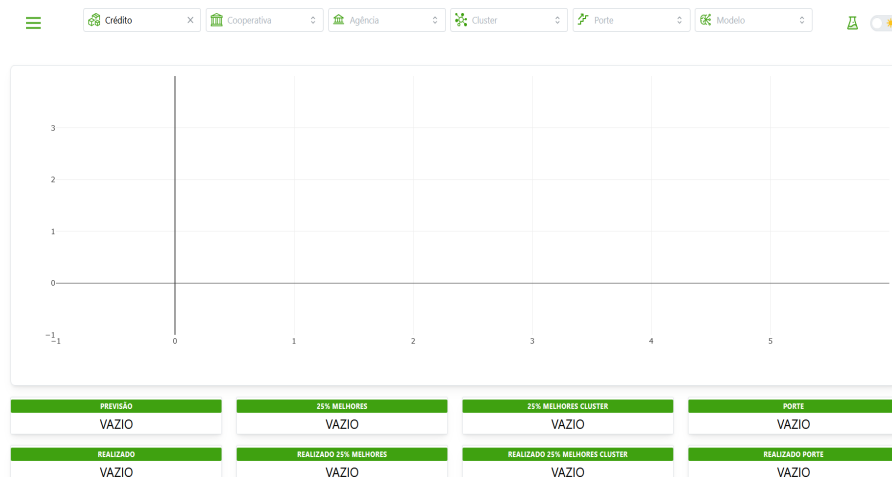 Crédito Cooperativa Agência Cluster Porte Modelo
3
2
1
0
−1
−1 0 1 2 3 4 5
PREVISÃO 25% MELHORES 25% MELHORES CLUSTER PORTE
VAZIO VAZIO VAZIO VAZIO
REALIZADO REALIZADO 25% MELHORES REALIZADO 25% MELHORES CLUSTER REALIZADO PORTE
VAZIO VAZIO VAZIO VAZIO